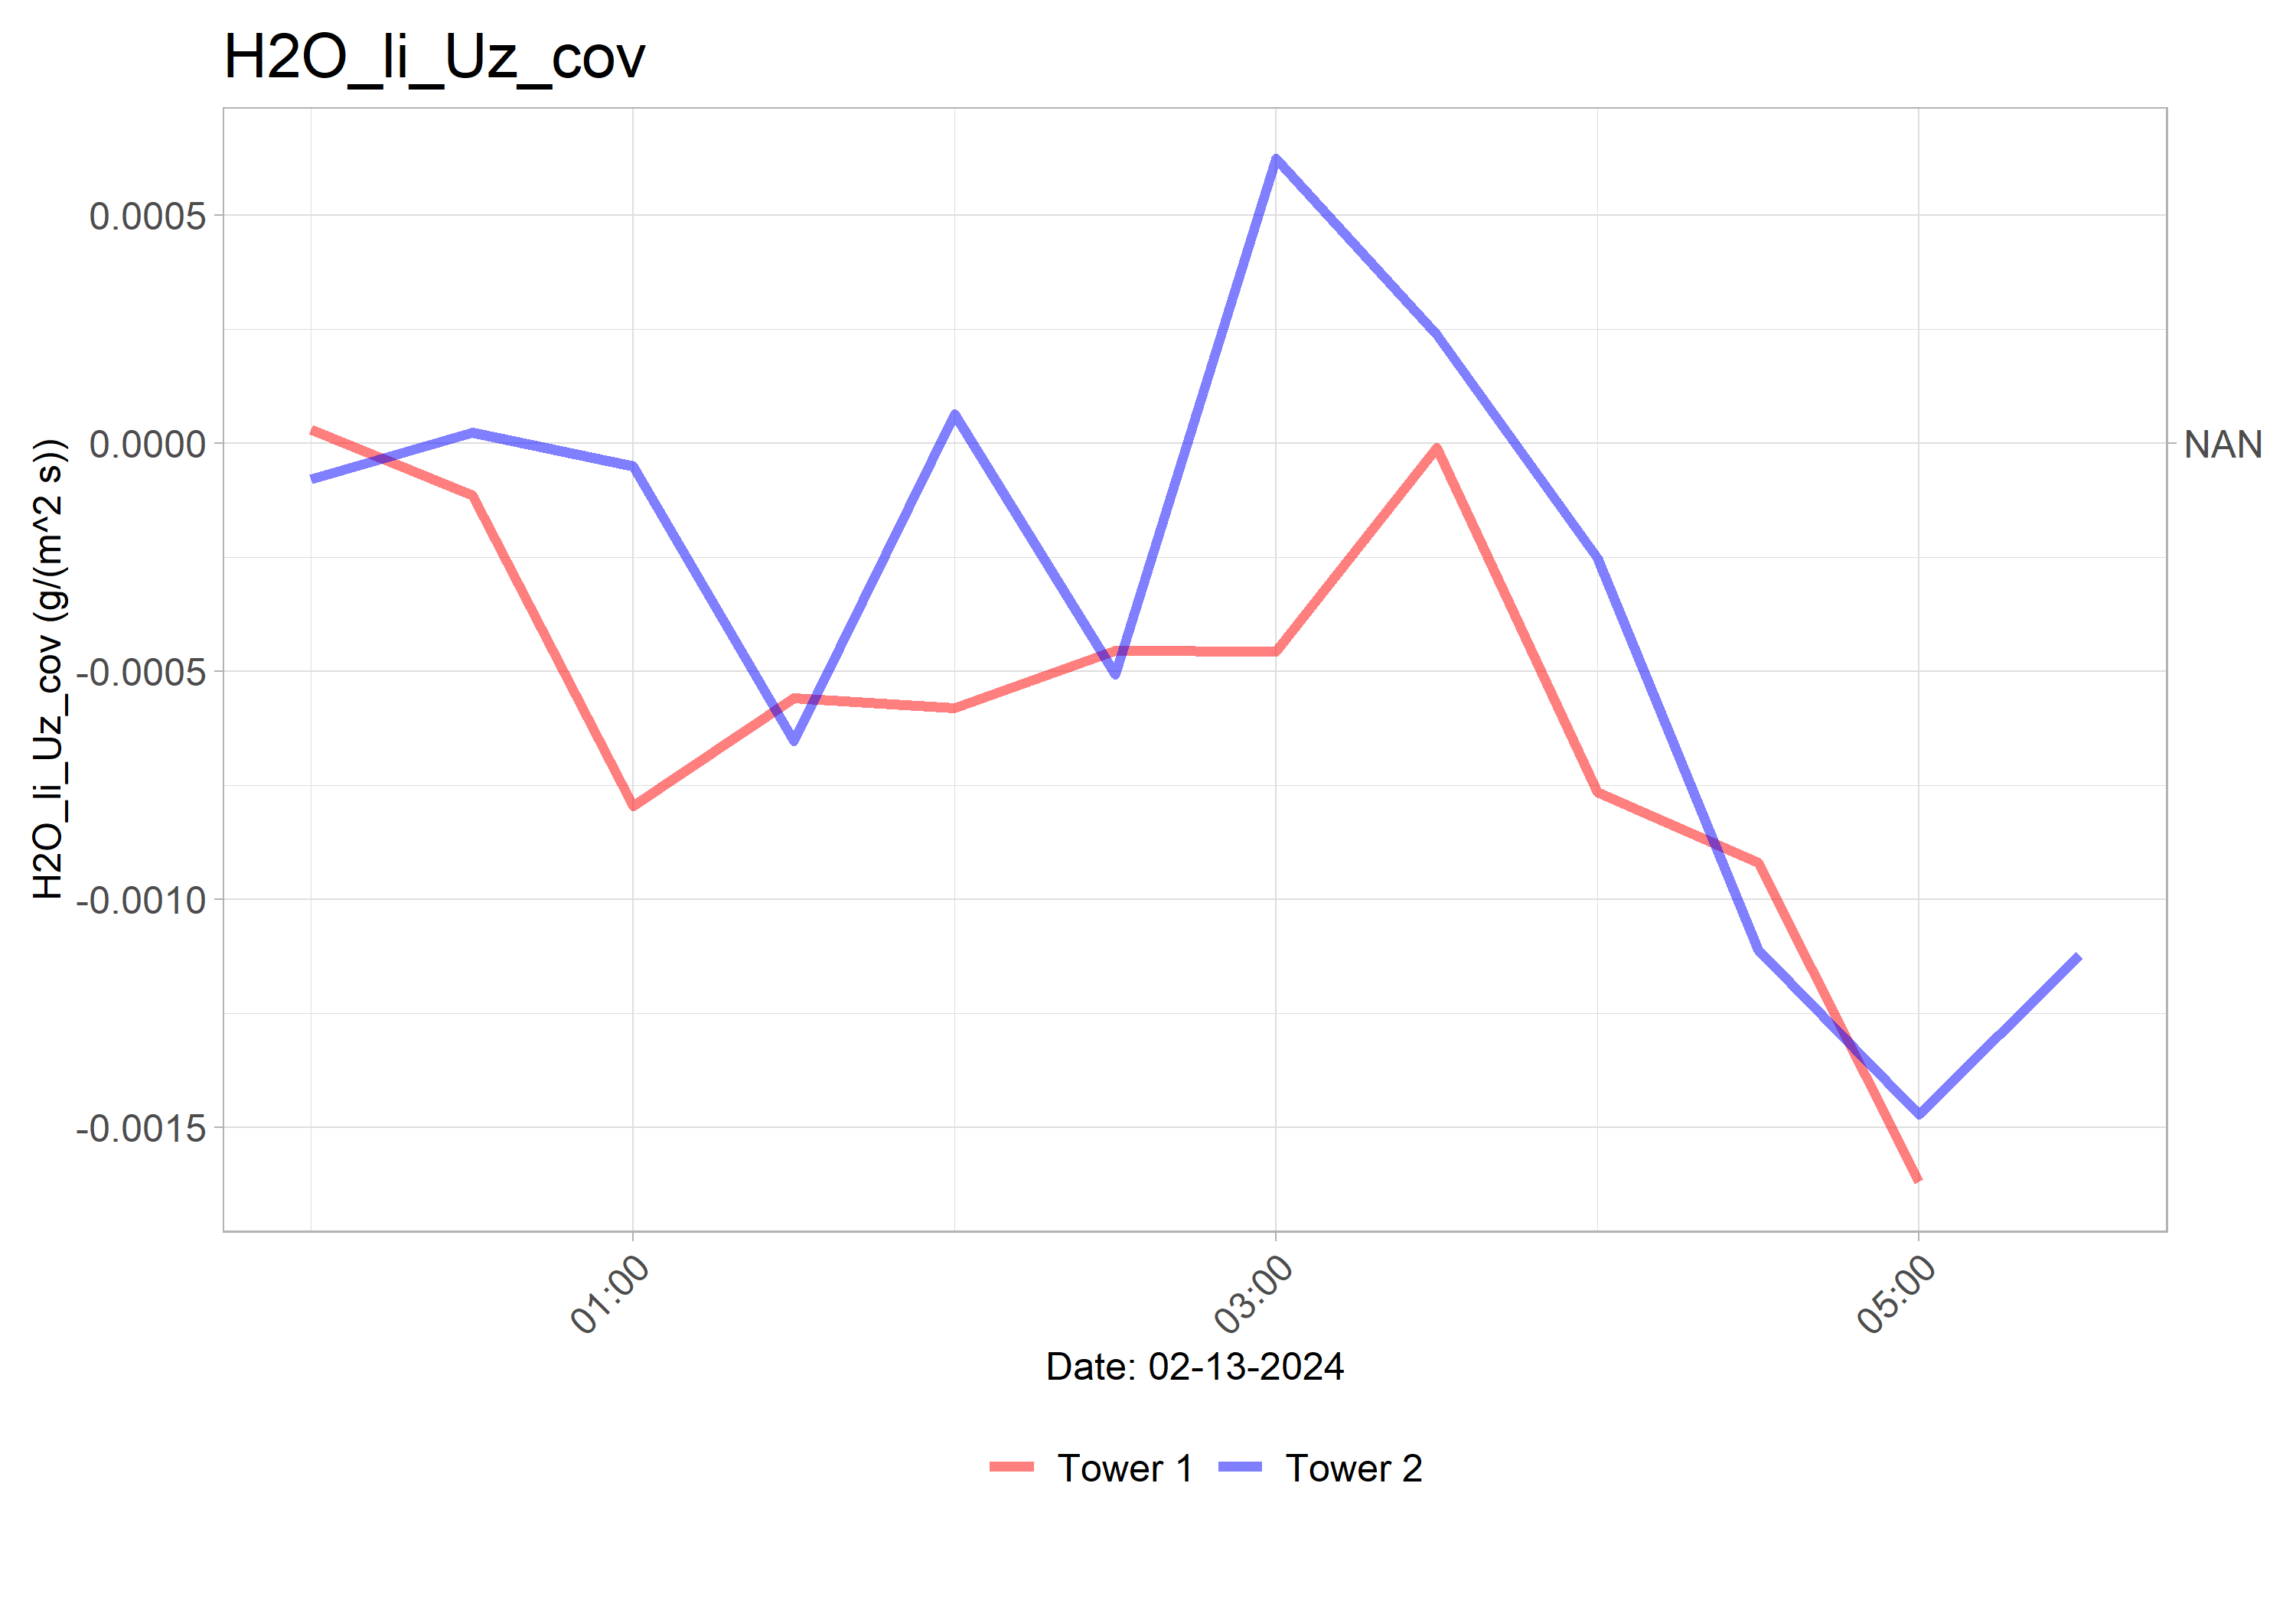 H2O_li_Uz_cov
H2O_li_Uz_cov (g/(m^2 s))
0.0005
0.0000
-0.0005
-0.0010
-0.0015
NAN
01:00
03:00
05:00
Date: 02-13-2024
Tower 1
Tower 2